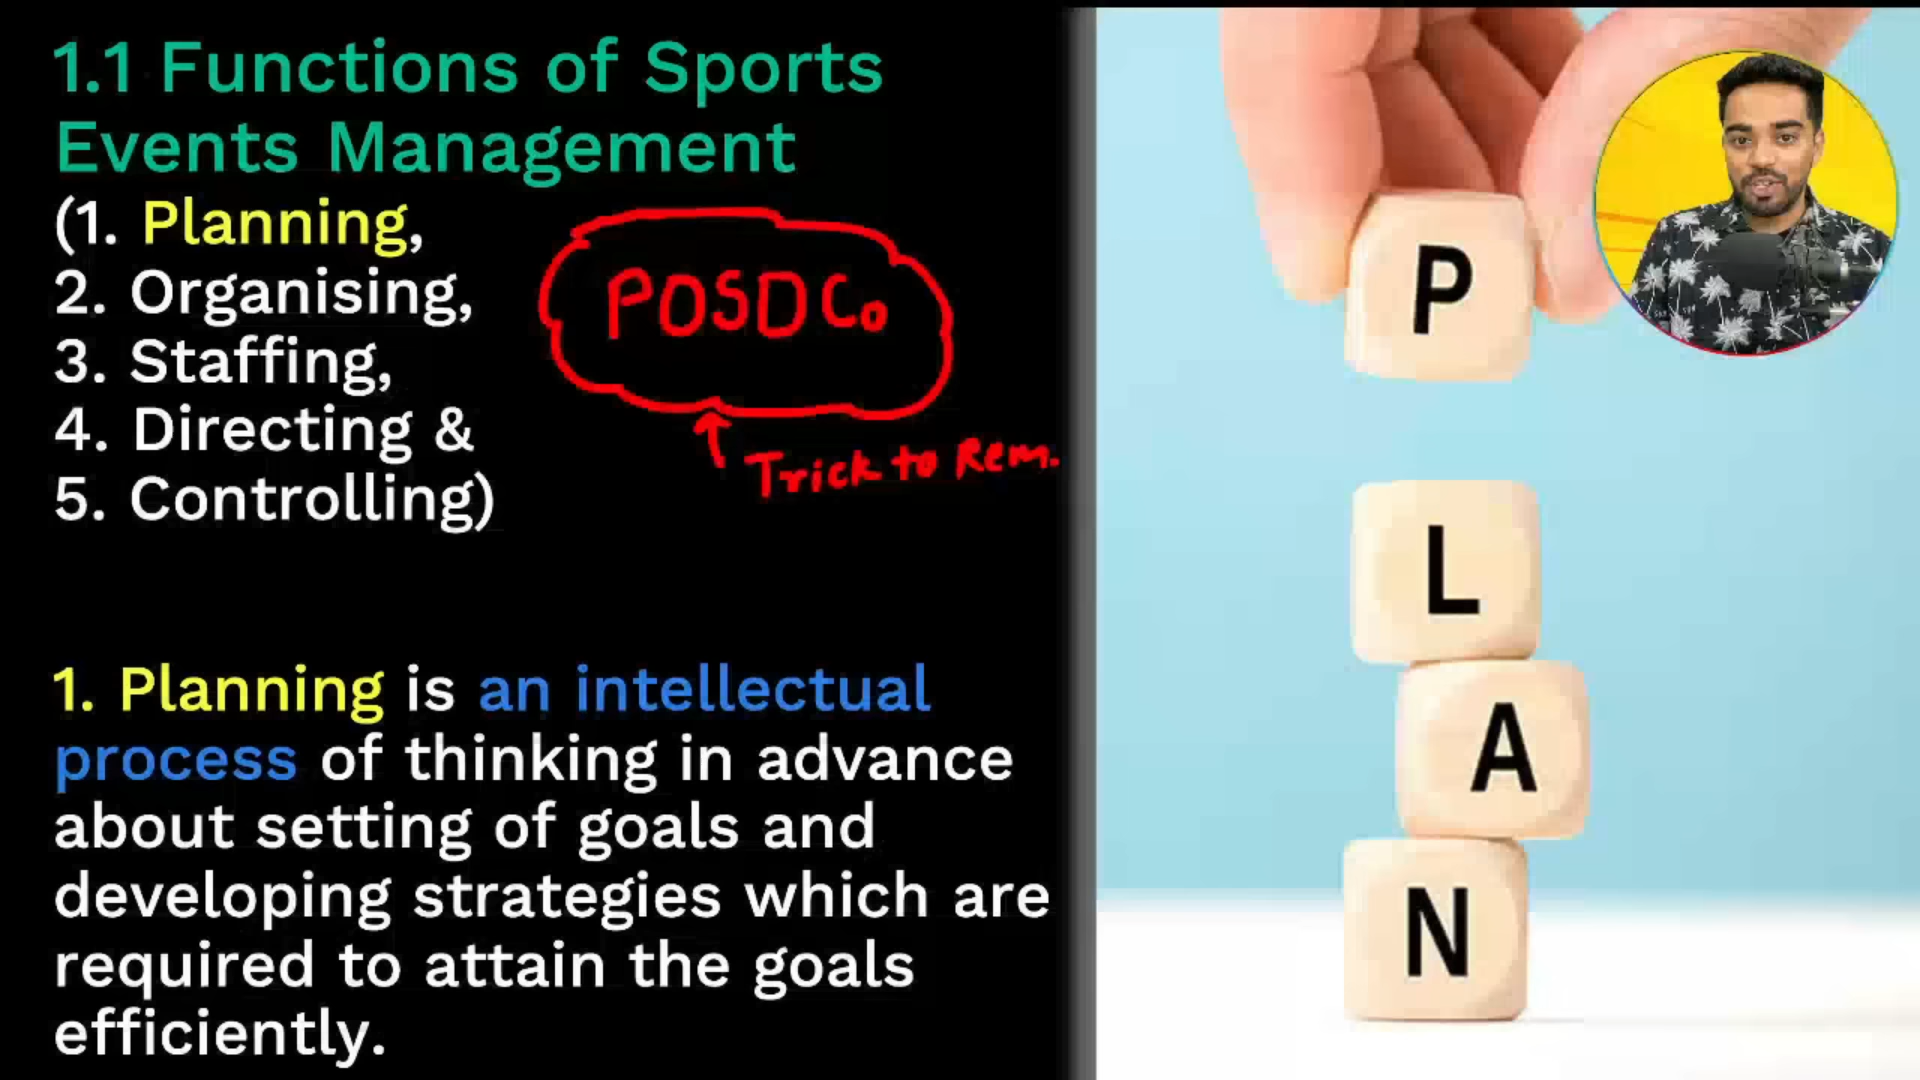 1.1 Functions of Sports
Events Management
(1. Planning,
2. Organising,
3. Staffing,
4. Directing &
5. Controlling)
POSDCo
Trick to Rem.
1. Planning is an intellectual
process of thinking in advance
about setting of goals and
developing strategies which are
required to attain the goals
efficiently.
P
L
A
N